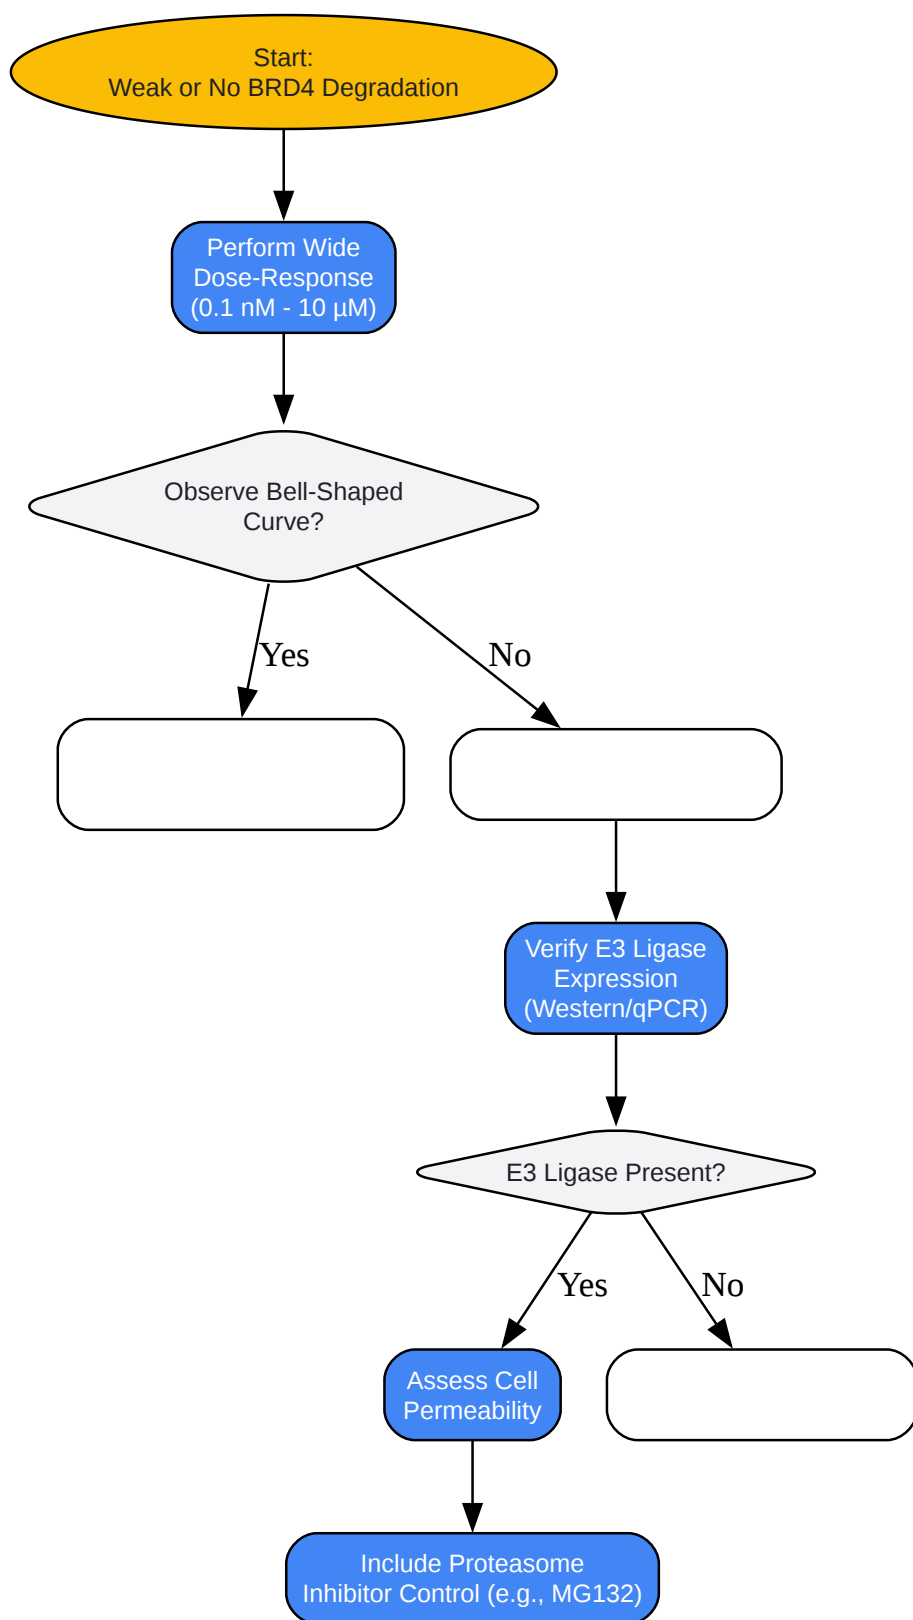 Start:
Weak or No BRD4 Degradation
Perform Wide
Dose-Response
(0.1 nM - 10 µM)
Observe Bell-Shaped
Curve?
Yes
No
Verify E3 Ligase
Expression
(Western/qPCR)
E3 Ligase Present?
Yes
No
Assess Cell
Permeability
Include Proteasome
Inhibitor Control (e.g., MG132)